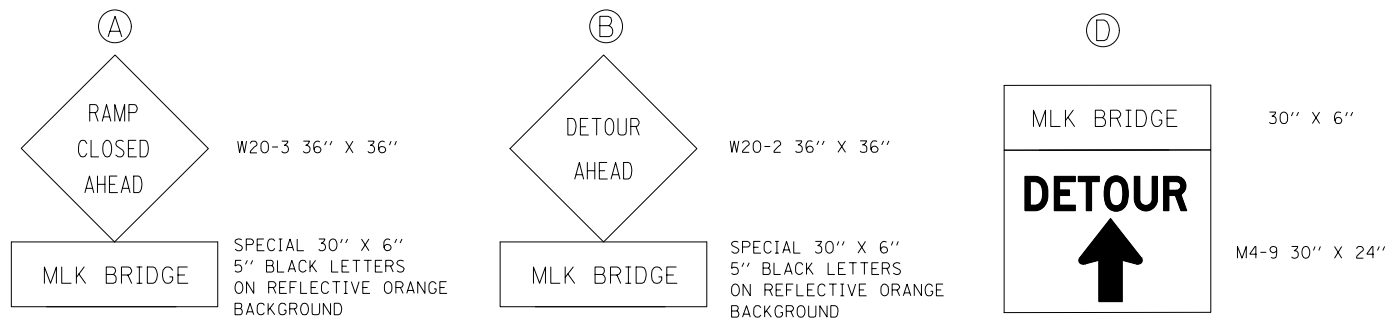 A
RAMP
CLOSED
AHEAD
W20-3 36'' X 36''
MLK BRIDGE
SPECIAL 30'' X 6''
5'' BLACK LETTERS
ON REFLECTIVE ORANGE
BACKGROUND
B
DETOUR
AHEAD
W20-2 36'' X 36''
MLK BRIDGE
SPECIAL 30'' X 6''
5'' BLACK LETTERS
ON REFLECTIVE ORANGE
BACKGROUND
D
MLK BRIDGE
30'' X 6''
DETOUR
M4-9 30'' X 24''